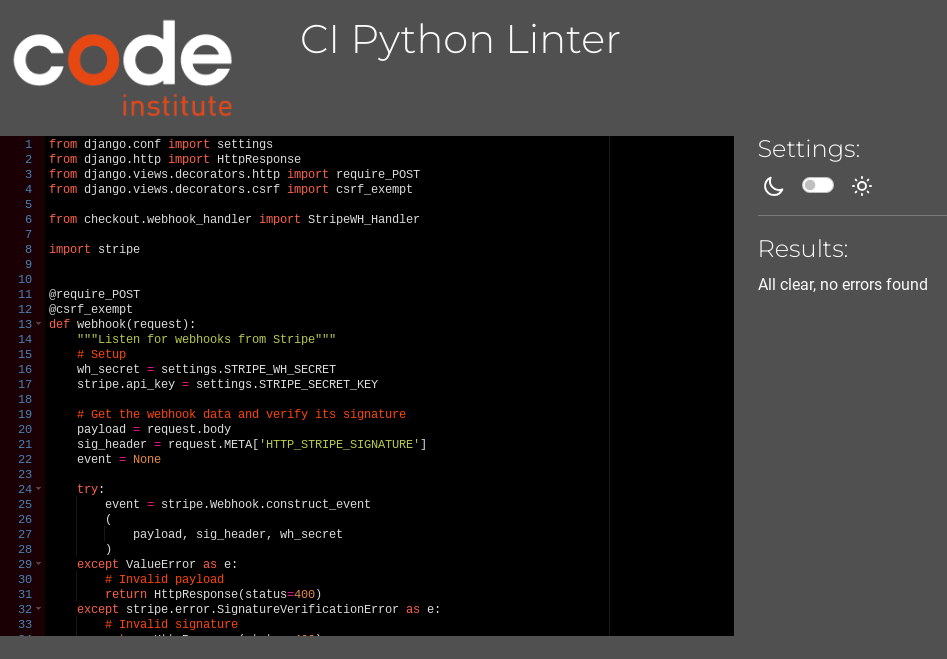 code
institute
CI Python Linter
1 from django.conf import settings
2 from django.http import HttpResponse
3 from django.views.decorators.http import require_POST
4 from django.views.decorators.csrf import csrf_exempt
5
6 from checkout.webhook_handler import StripeWH_Handler
7
8 import stripe
9
10
11 @require_POST
12 @csrf_exempt
13 def webhook(request):
14     """Listen for webhooks from Stripe"""
15     # Setup
16     wh_secret = settings.STRIPE_WH_SECRET
17     stripe.api_key = settings.STRIPE_SECRET_KEY
18
19     # Get the webhook data and verify its signature
20     payload = request.body
21     sig_header = request.META['HTTP_STRIPE_SIGNATURE']
22     event = None
23
24     try:
25         event = stripe.Webhook.construct_event
26         (
27             payload, sig_header, wh_secret
28         )
29     except ValueError as e:
30         # Invalid payload
31         return HttpResponse(status=400)
32     except stripe.error.SignatureVerificationError as e:
33         # Invalid signature
Settings:
Results:
All clear, no errors found